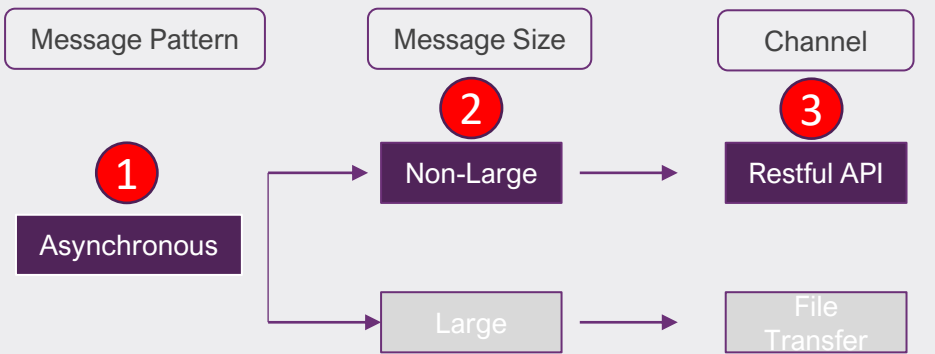 Message Pattern
Message Size
Channel
1
2
3
Asynchronous
Non-Large
Restful API
Large
File
Transfer